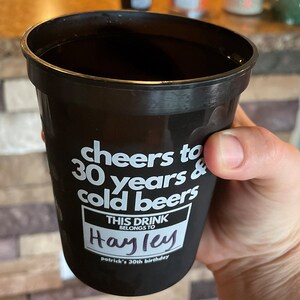 cheers to
30 years &
cold beers
THIS DRINK
BELONGS TO
Hayley
patrick's 30th birthday